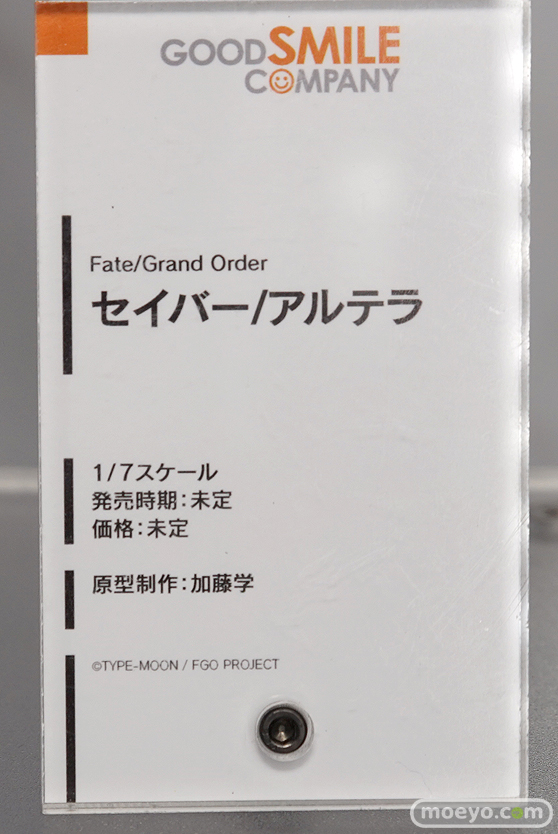 GOODSMILE
COMPANY
Fate/Grand Order
セイバー/アルテラ
1/7スケール
発売時期:未定
価格:未定
原型制作:加藤学
©TYPE-MOON / FGO PROJECT
moeyo.com